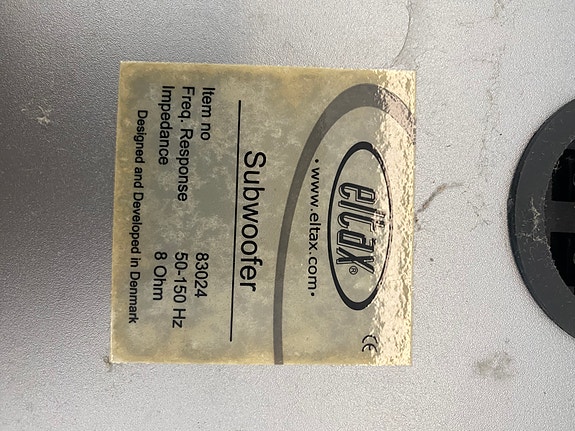 eltax®
• www.eltax.com •
CE
Subwoofer
Item no 83024
Freq. Response 50-150 Hz
Impedance 8 Ohm
Designed and Developed in Denmark